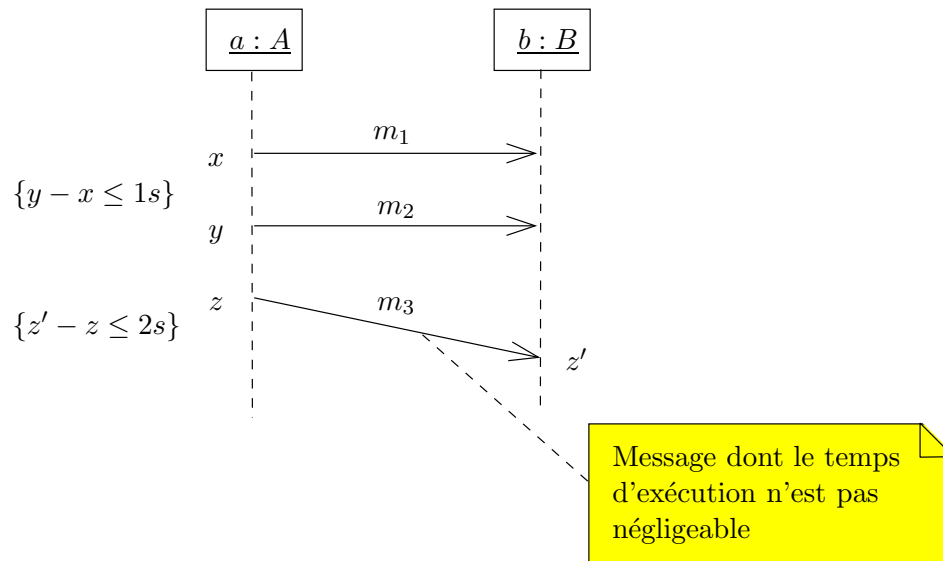 a : A
b : B
m₁
x
{y − x ≤ 1s}
m₂
y
z
m₃
{z′ − z ≤ 2s}
z′
Message dont le temps
d'exécution n'est pas
négligeable